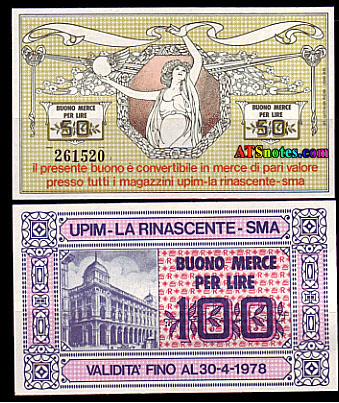 BUONO MERCE
PER LIRE
50
BUONO MERCE
PER LIRE
50
261520
ATSnotes.com
il presente buono è convertibile in merce di pari valore
presso tutti i magazzini upim-la rinascente-sma
UPIM-LA RINASCENTE-SMA
BUONO MERCE
PER LIRE
100
VALIDITA' FINO AL 30-4-1978